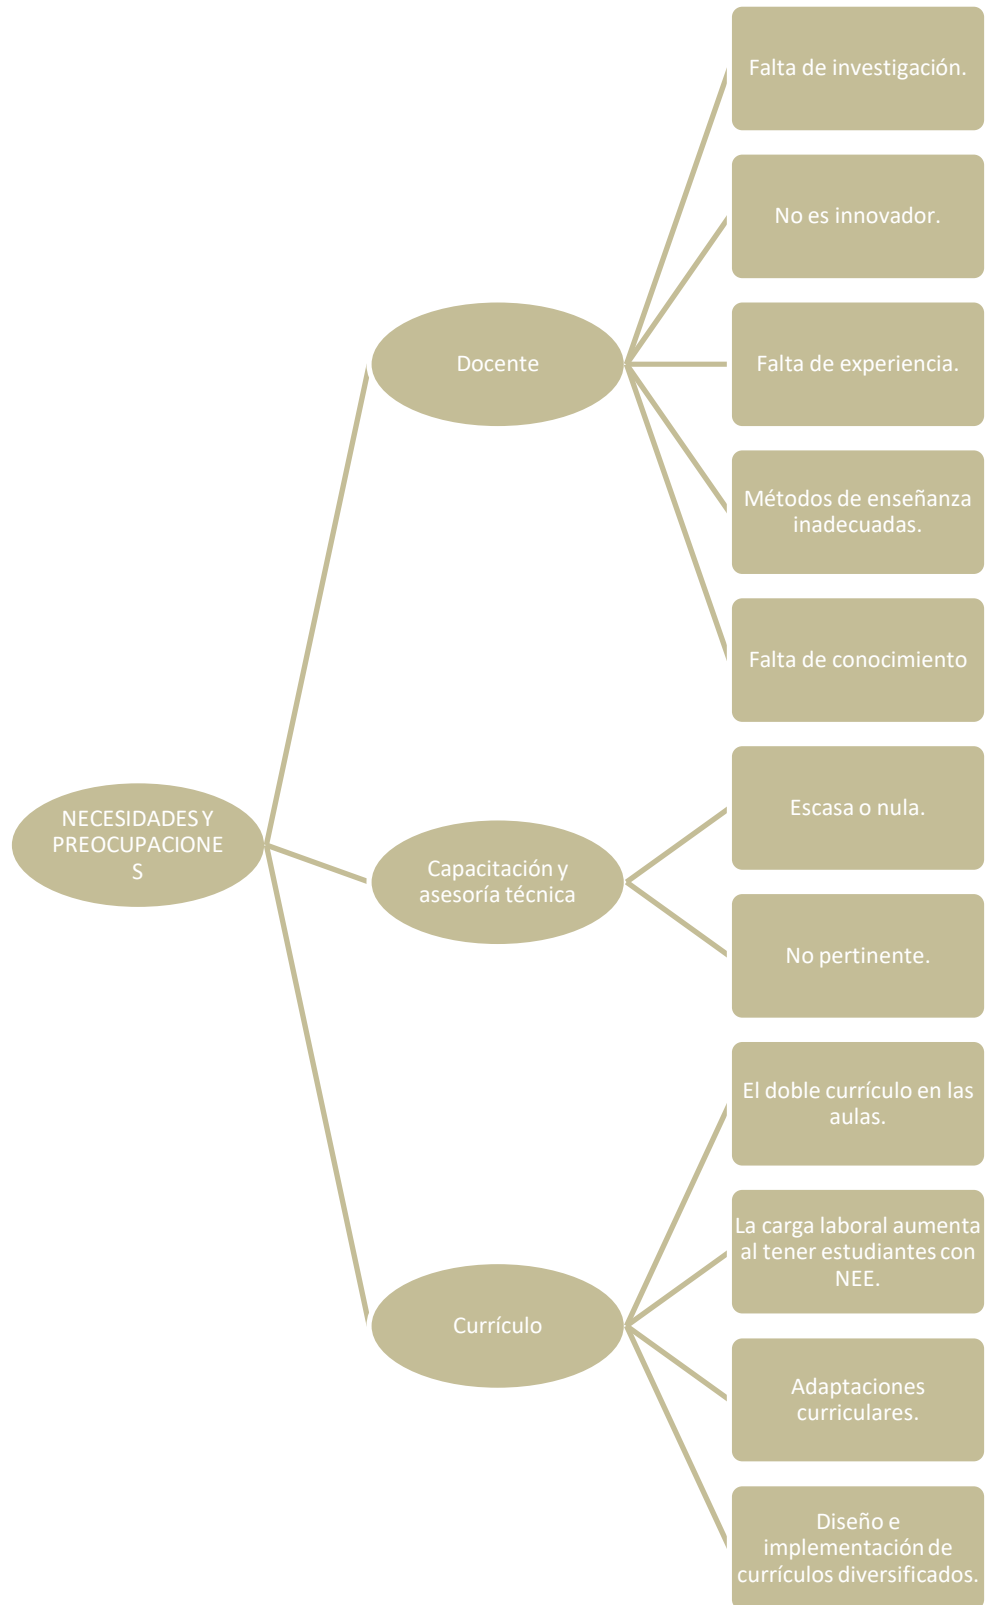 NECESIDADES Y
PREOCUPACIONE
S
Docente
Falta de investigación.
No es innovador.
Falta de experiencia.
Métodos de enseñanza
inadecuadas.
Falta de conocimiento
Capacitación y
asesoría técnica
Escasa o nula.
No pertinente.
Currículo
El doble currículo en las
aulas.
La carga laboral aumenta
al tener estudiantes con
NEE.
Adaptaciones
curriculares.
Diseño e
implementación de
currículos diversificados.